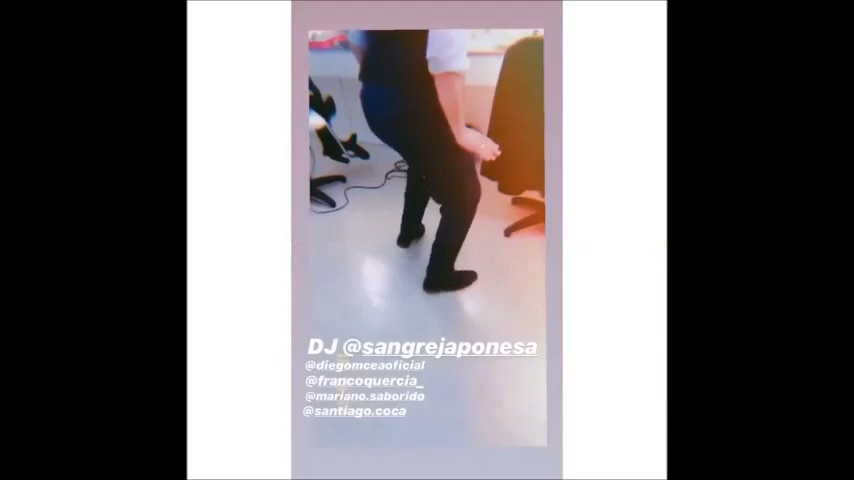 DJ @sangrejaponesa
@diegomceaoficial
@francoquercia_
@mariano.saborido
@santiago.coca